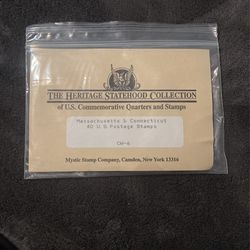 THE HERITAGE STATEHOOD COLLECTION
of U.S. Commemorative Quarters and Stamps
Massachusetts & Connecticut
40 U S Postage Stamps
CW-6
Mystic Stamp Company, Camden, New York 13316